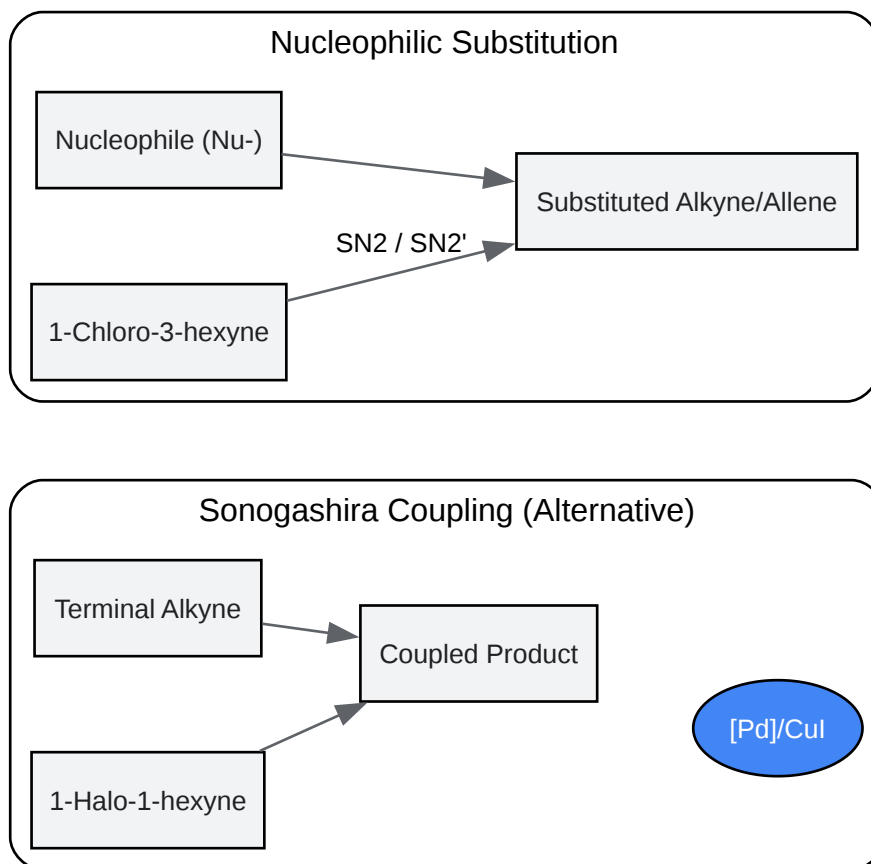 Nucleophilic Substitution
Nucleophile (Nu-)
Substituted Alkyne/Allene
SN2 / SN2'
1-Chloro-3-hexyne
Sonogashira Coupling (Alternative)
Terminal Alkyne
Coupled Product
[Pd]/CuI
1-Halo-1-hexyne